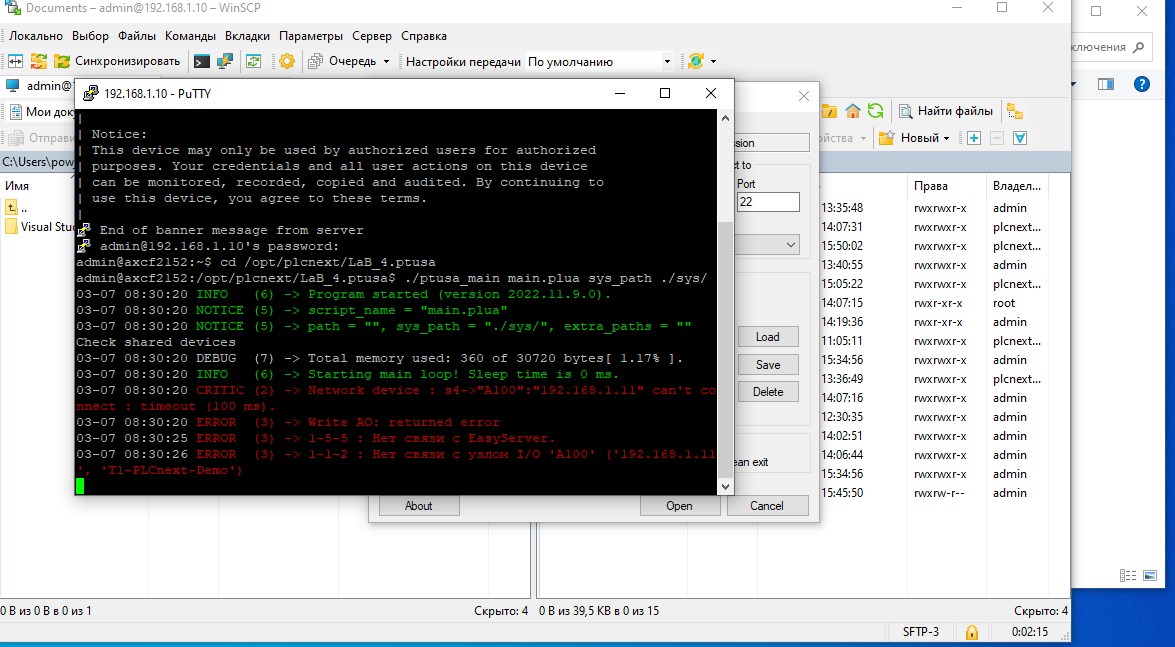 Documents – admin@192.168.1.10 – WinSCP
Локально Выбор Файлы Команды Вкладки Параметры Сервер Справка
Синхронизировать Очередь Настройки передачи По умолчанию
admin@
Мои док
Найти файлы
Отправи
Новый
C:\Users\pow
Имя
..
Visual Stu
192.168.1.10 - PuTTY
| Notice:
| This device may only be used by authorized users for authorized
| purposes. Your credentials and all user actions on this device
| can be monitored, recorded, copied and audited. By continuing to
| use this device, you agree to these terms.
|
End of banner message from server
admin@192.168.1.10's password:
admin@axcf2152:~$ cd /opt/plcnext/LaB_4.ptusa
admin@axcf2152:/opt/plcnext/LaB_4.ptusa$ ./ptusa_main main.plua sys_path ./sys/
03-07 08:30:20 INFO (6) -> Program started (version 2022.11.9.0).
03-07 08:30:20 NOTICE (5) -> script_name = "main.plua"
03-07 08:30:20 NOTICE (5) -> path = "", sys_path = "./sys/", extra_paths = ""
Check shared devices
03-07 08:30:20 DEBUG (7) -> Total memory used: 360 of 30720 bytes[ 1.17% ].
03-07 08:30:20 INFO (6) -> Starting main loop! Sleep time is 0 ms.
03-07 08:30:20 CRITIC (2) -> Network device : s4->"A100":"192.168.1.11" can't co
nnect : timeout (100 ms).
03-07 08:30:20 ERROR (3) -> Write AO: returned error
03-07 08:30:25 ERROR (3) -> 1-5-5 : Нет связи с EasyServer.
03-07 08:30:26 ERROR (3) -> 1-1-2 : Нет связи с узлом I/O 'A100' ('192.168.1.11
', 'T1-PLCnext-Demo')
sion
ct to
Port
22
Load
Save
Delete
ean exit
About Open Cancel
ключения
йства
Права Владел...
13:35:48 rwxrwxr-x admin
14:07:31 rwxrwxr-x plcnext...
15:50:02 rwxrwxr-x plcnext...
13:40:55 rwxrwxr-x admin
15:05:22 rwxrwxr-x plcnext...
14:07:15 rwxr-xr-x root
14:19:36 rwxr-xr-x admin
11:05:11 rwxrwxr-x plcnext...
15:34:56 rwxrwxr-x admin
13:36:49 rwxrwxr-x plcnext...
14:07:16 rwxrwxr-x admin
12:30:35 rwxrwxr-x admin
14:02:51 rwxrwxr-x admin
14:06:44 rwxrwxr-x admin
15:34:56 rwxrwxr-x admin
15:45:50 rwxrw-r-- admin
0 B из 0 B в 0 из 1 Скрыто: 4 0 B из 39,5 KB в 0 из 15 Скрыто: 4
SFTP-3 0:02:15